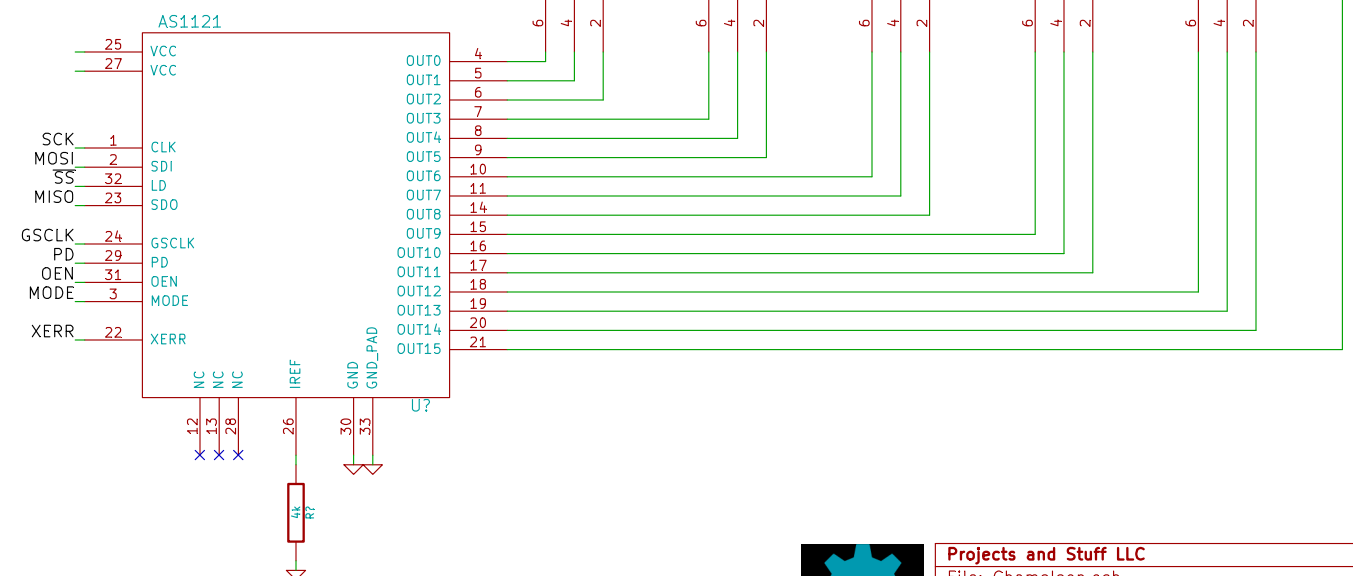 AS1121
6 4 2 6 4 2 6 4 2 6 4 2 6 4 2
25 VCC
27 VCC
SCK 1 CLK
MOSI 2 SDI
SS 32 LD
MISO 23 SDO
GSCLK 24 GSCLK
PD 29 PD
OEN 31 OEN
MODE 3 MODE
XERR 22 XERR
OUT0 4
OUT1 5
OUT2 6
OUT3 7
OUT4 8
OUT5 9
OUT6 10
OUT7 11
OUT8 14
OUT9 15
OUT10 16
OUT11 17
OUT12 18
OUT13 19
OUT14 20
OUT15 21
NC NC NC IREF GND GND_PAD
U?
12 13 28 26 30 33
4k
R?
Projects and Stuff LLC
File: Chameleon.sch